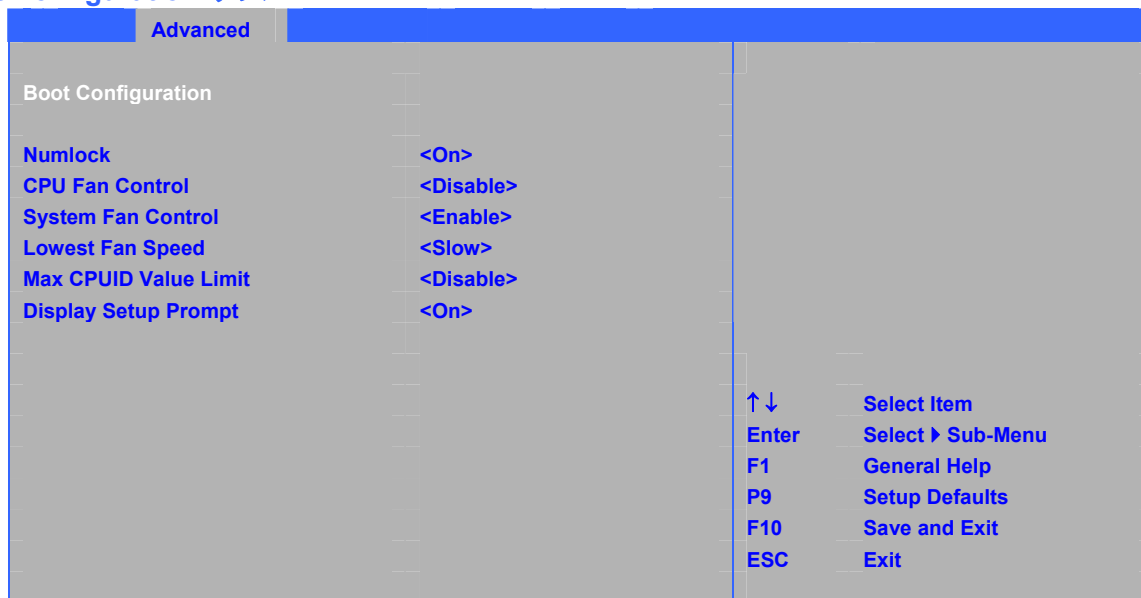 Advanced
Boot Configuration
Numlock <On>
CPU Fan Control <Disable>
System Fan Control <Enable>
Lowest Fan Speed <Slow>
Max CPUID Value Limit <Disable>
Display Setup Prompt <On>
↑↓ Select Item
Enter Select ▶ Sub-Menu
F1 General Help
P9 Setup Defaults
F10 Save and Exit
ESC Exit